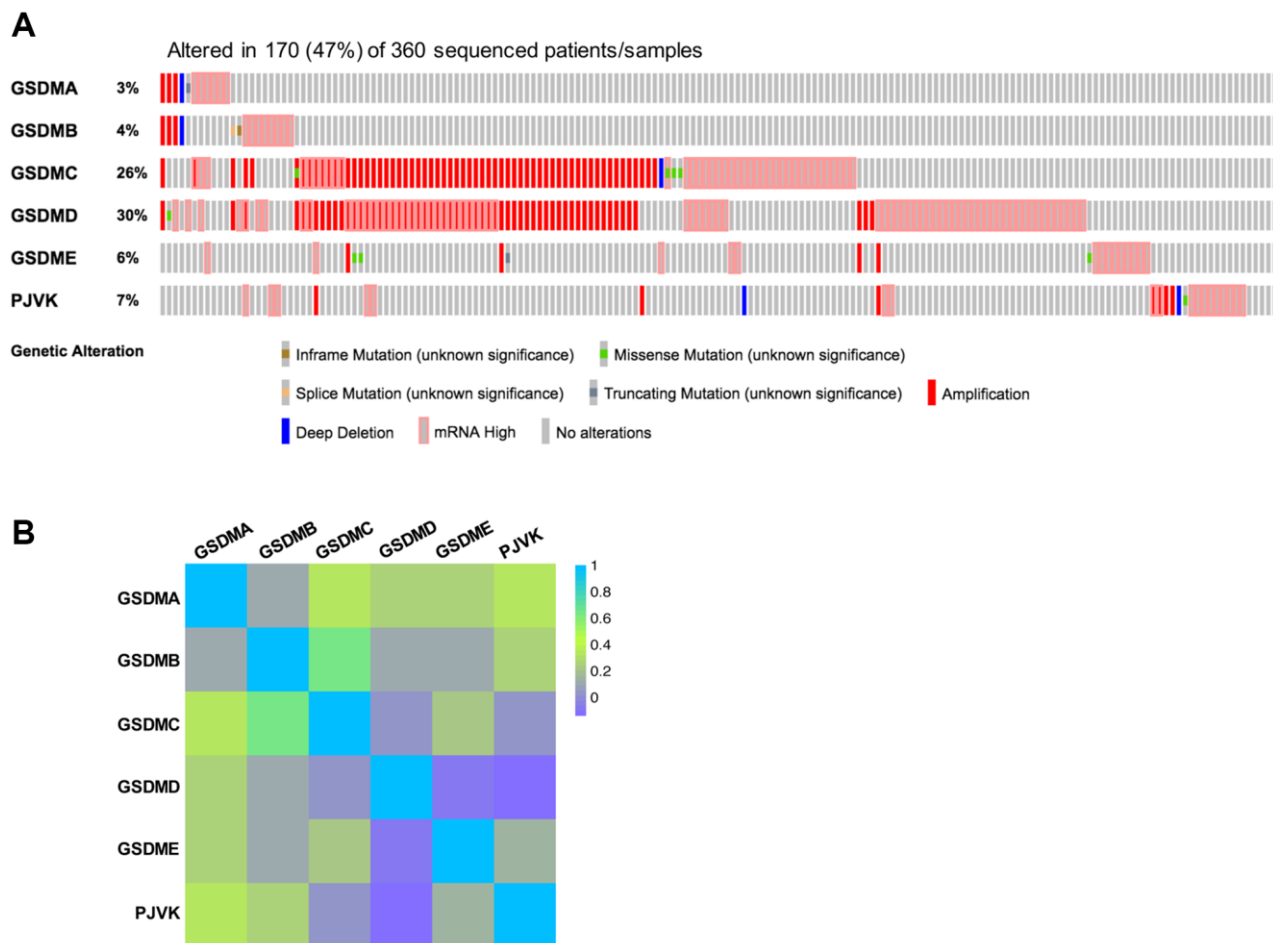 A
Altered in 170 (47%) of 360 sequenced patients/samples
GSDMA 3%
GSDMB 4%
GSDMC 26%
GSDMD 30%
GSDME 6%
PJVK 7%
Genetic Alteration
Inframe Mutation (unknown significance) Missense Mutation (unknown significance)
Splice Mutation (unknown significance) Truncating Mutation (unknown significance) Amplification
Deep Deletion mRNA High No alterations
B
GSDMA GSDMB GSDMC GSDMD GSDME PJVK
1
0.8
0.6
0.4
0.2
0
GSDMA
GSDMB
GSDMC
GSDMD
GSDME
PJVK